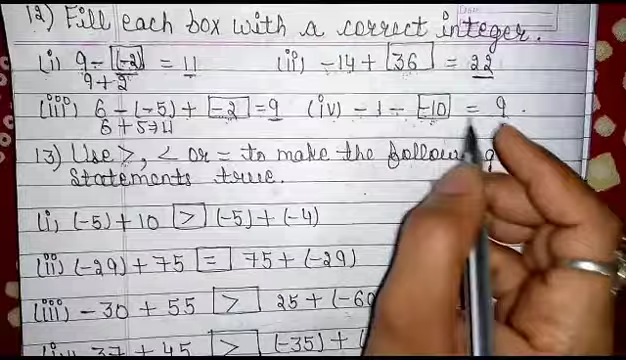 12) Fill each box with a correct integer.
(i) 9 - (-2) = 11 (ii) -14 + 36 = 22
9+2
(iii) 6 - (-5) + -2 = 9 (iv) -1 - -10 = 9.
6+5=11
13) Use >, < or = to make the following
Statements true.
(i) (-5)+10 > (-5)+(-4)
(ii) (-29)+75 = 75+(-29)
(iii) -30 + 55 > 25+(-60
37 + 45 > (-35)+